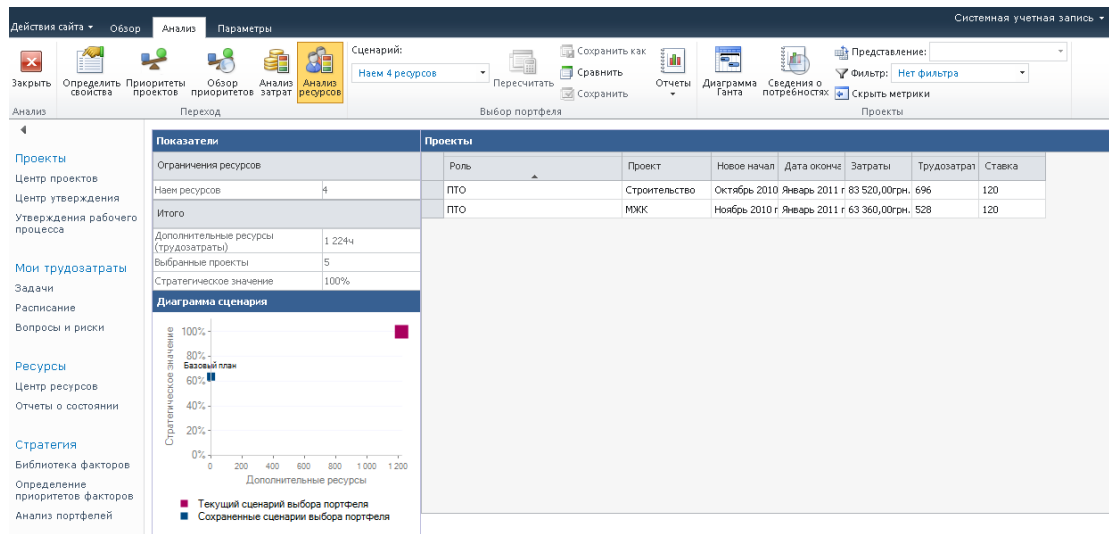 Системная учетная запись
Действия сайта Обзор Анализ Параметры
Закрыть
Определить свойства
Приоритеты проектов
Обзор приоритетов
Анализ затрат
Анализ ресурсов
Сценарий:
Наем 4 ресурсов
Пересчитать
Сохранить как
Сравнить
Сохранить
Отчеты
Диаграмма Ганта
Сведения о потребностях
Представление:
Фильтр: Нет фильтра
Скрыть метрики
Анализ Переход Выбор портфеля Проекты
Проекты
Центр проектов
Центр утверждения
Утверждения рабочего
процесса
Мои трудозатраты
Задачи
Расписание
Вопросы и риски
Ресурсы
Центр ресурсов
Отчеты о состоянии
Стратегия
Библиотека факторов
Определение
приоритетов факторов
Анализ портфелей
Показатели
Ограничения ресурсов
Наем ресурсов 4
Итого
Дополнительные ресурсы
(трудозатраты) 1 224ч
Выбранные проекты 5
Стратегическое значение 100%
Диаграмма сценария
Стратегическое значение
100%
80%
Базовый план
60%
40%
20%
0%
0 200 400 600 800 1 000 1 200
Дополнительные ресурсы
Текущий сценарий выбора портфеля
Сохраненные сценарии выбора портфеля
Проекты
Роль Проект Новое начал Дата оконча Затраты Трудозатрат Ставка
ПТО Строительство Октябрь 2010 Январь 2011 г 83 520,00грн. 696 120
ПТО МЖК Ноябрь 2010 г Январь 2011 г 63 360,00грн. 528 120